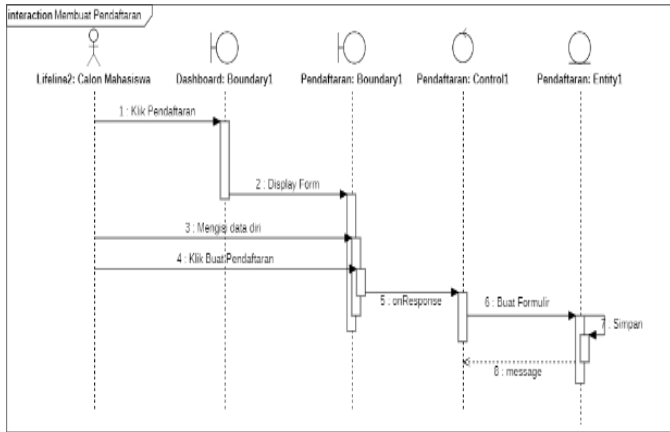 interaction Membuat Pendaftaran
Lifeline2: Calon Mahasiswa
Dashboard: Boundary1
Pendaftaran: Boundary1
Pendaftaran: Control1
Pendaftaran: Entity1
1 : Klik Pendaftaran
2 : Display Form
3 : Mengisi data diri
4 : Klik Buat Pendaftaran
5 : onResponse
6 : Buat Formulir
7 : Simpan
8 : message